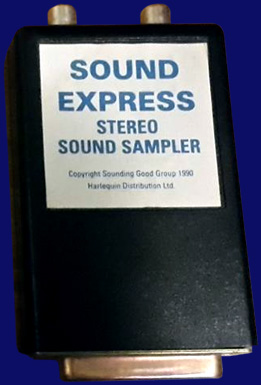 SOUND
EXPRESS
STEREO
SOUND SAMPLER
Copyright Sounding Good Group 1990
Harlequin Distribution Ltd.